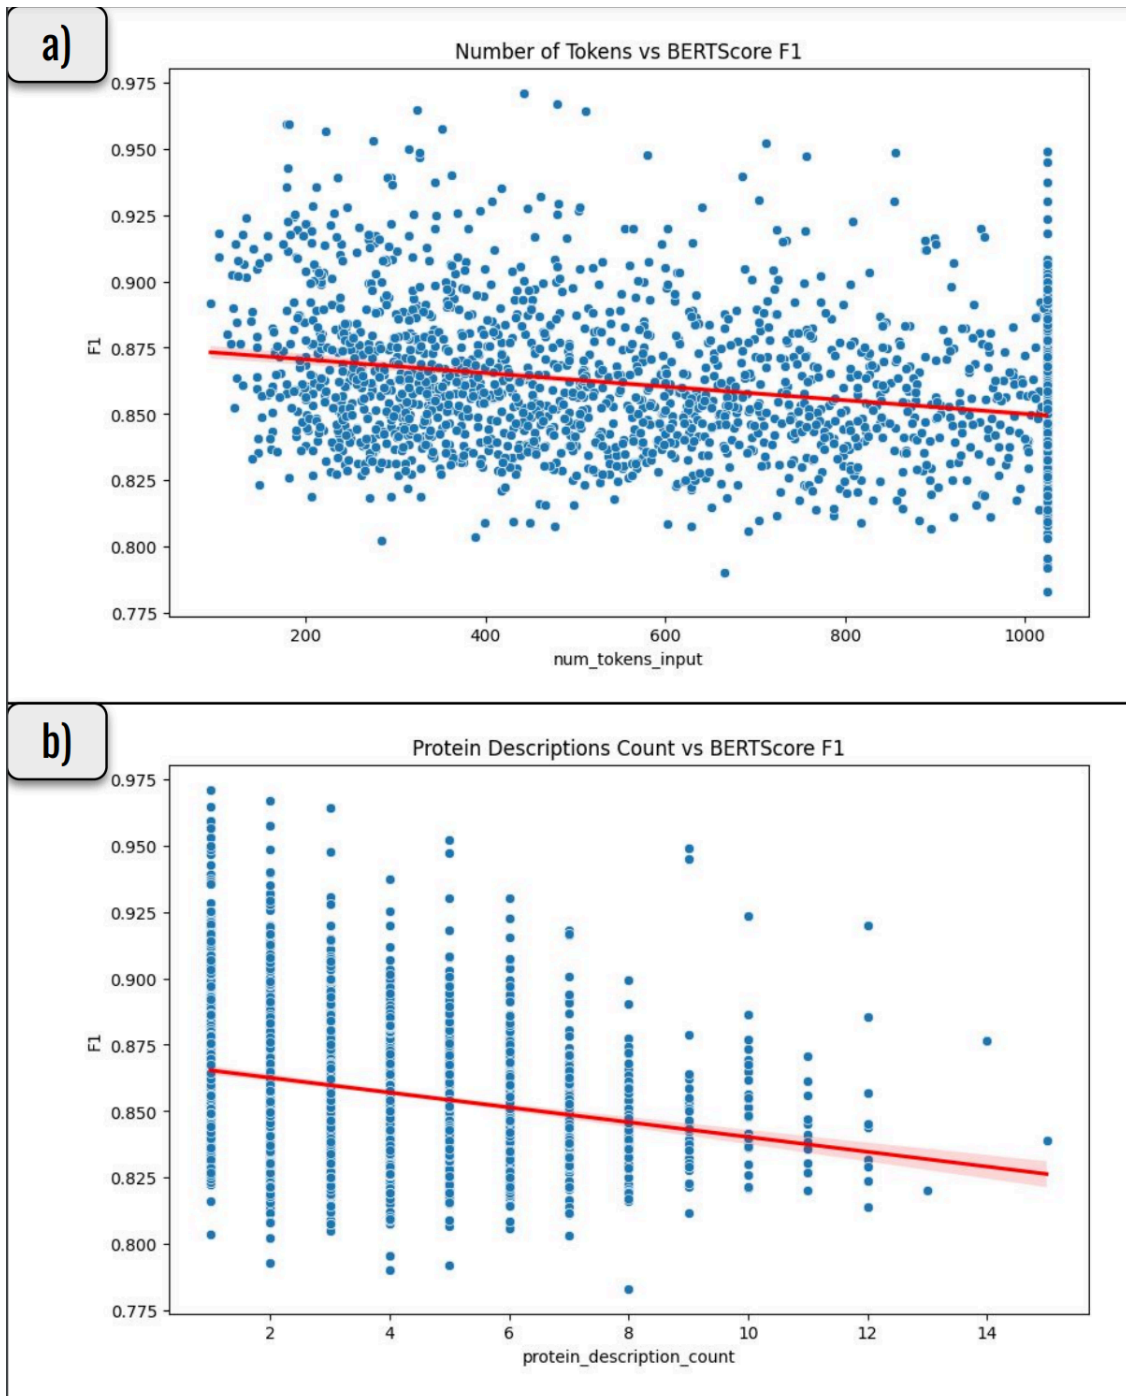 a)
Number of Tokens vs BERTScore F1
0.975
0.950
0.925
0.900
0.875
0.850
0.825
0.800
0.775
F1
200 400 600 800 1000
num_tokens_input
b)
Protein Descriptions Count vs BERTScore F1
0.975
0.950
0.925
0.900
0.875
0.850
0.825
0.800
0.775
F1
2 4 6 8 10 12 14
protein_description_count